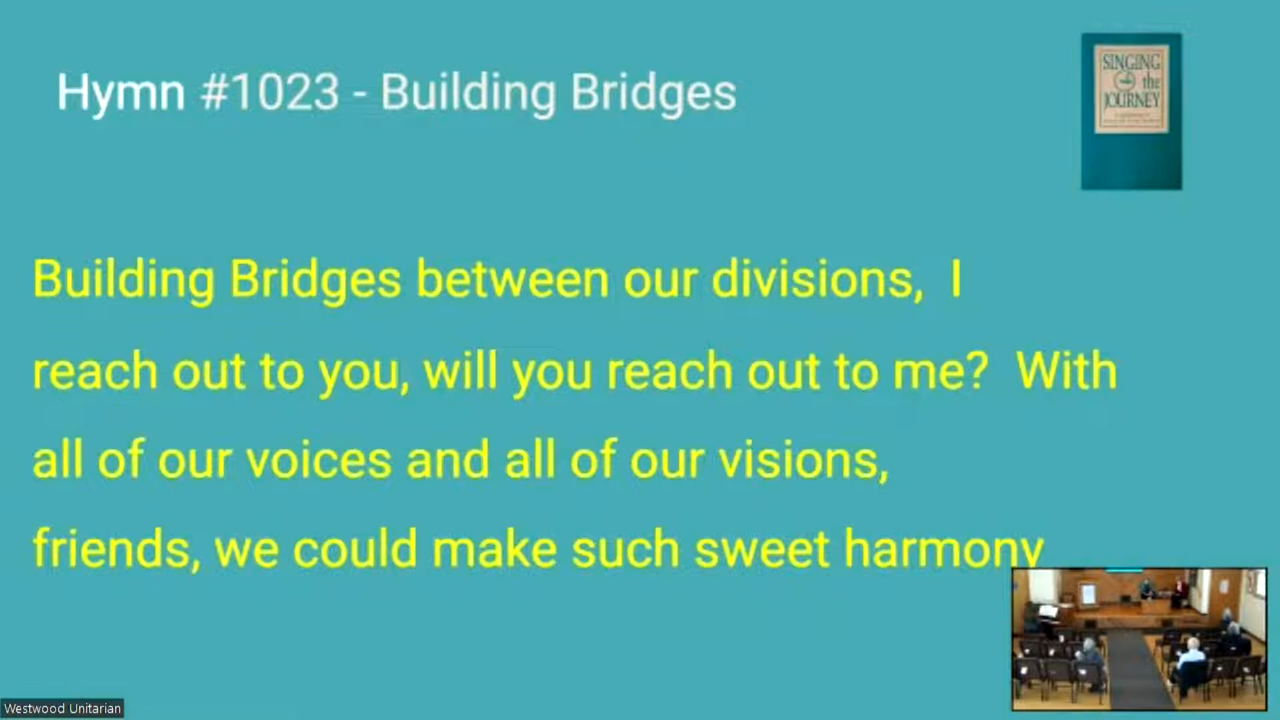 Hymn #1023 - Building Bridges
SINGING
the
JOURNEY
Building Bridges between our divisions, I
reach out to you, will you reach out to me? With
all of our voices and all of our visions,
friends, we could make such sweet harmony
Westwood Unitarian